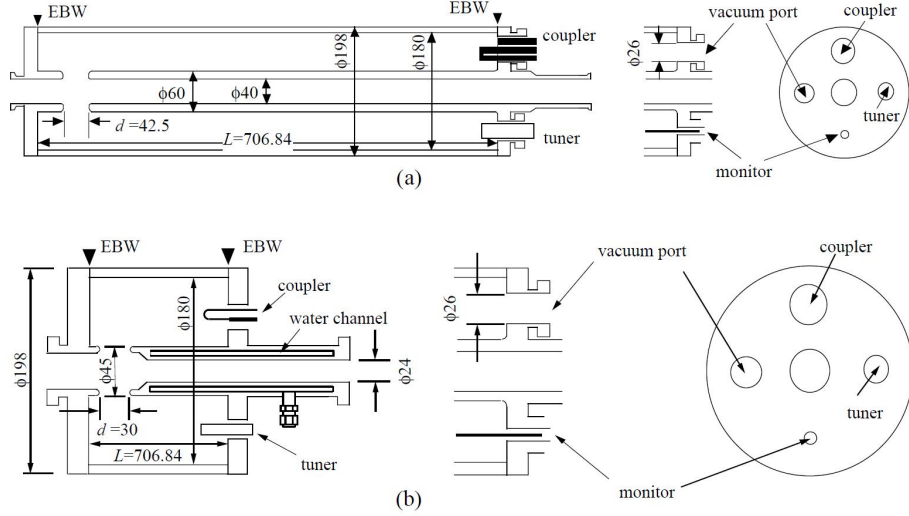 EBW
EBW
coupler
vacuum port
coupler
ϕ198
ϕ180
ϕ26
ϕ60
ϕ40
d =42.5
L=706.84
tuner
tuner
monitor
(a)
EBW
EBW
vacuum port
coupler
coupler
ϕ180
ϕ26
water channel
ϕ198
ϕ45
ϕ24
d =30
tuner
L=706.84
tuner
monitor
(b)